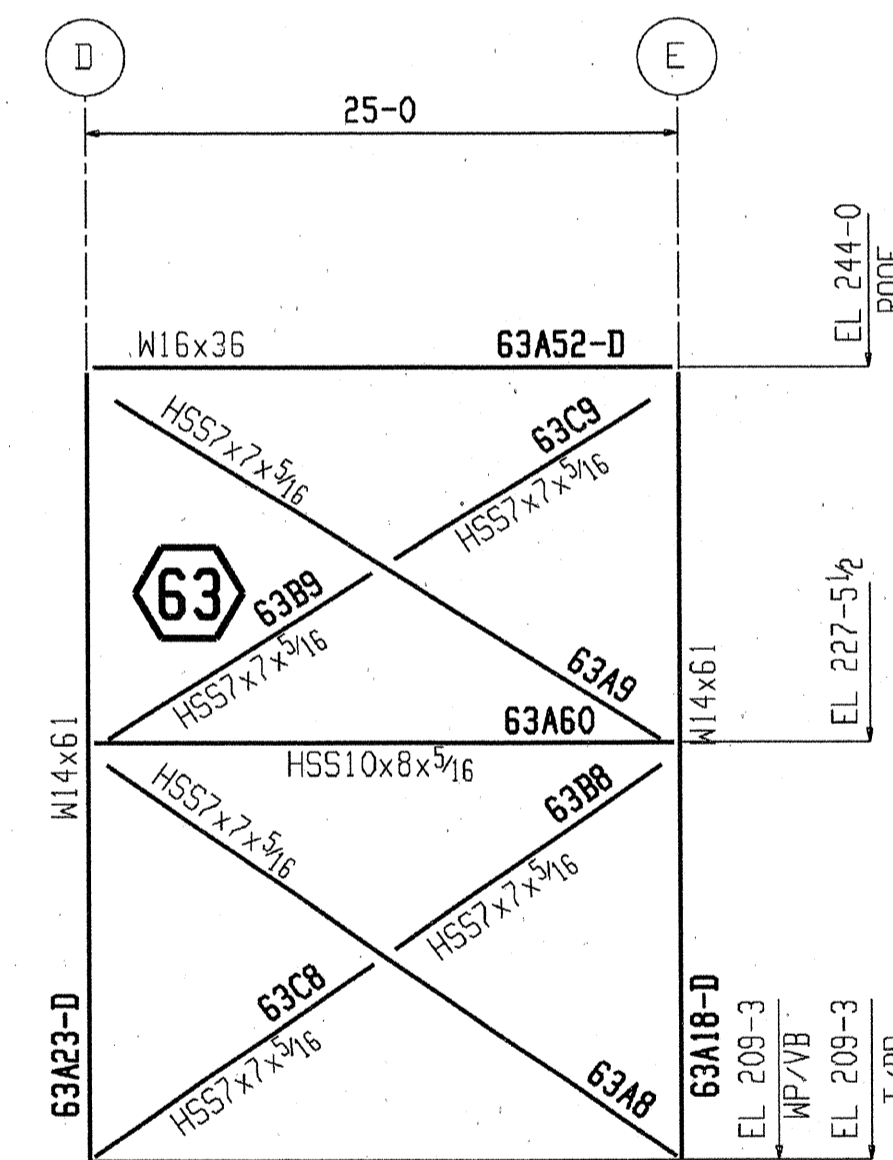 D
E
25-0
EL 244-0
W16x36
63A52-D
HSS7x7x5/16
63C9
HSS7x7x5/16
63
63B9
HSS7x7x5/16
63A9
EL 227-5 1/2
W14x61
W14x61
63A60
HSS10x8x5/16
HSS7x7x5/16
63B8
HSS7x7x5/16
63C8
HSS7x7x5/16
63A8
63A23-D
63A18-D
EL 209-3
WP/VB
EL 209-3